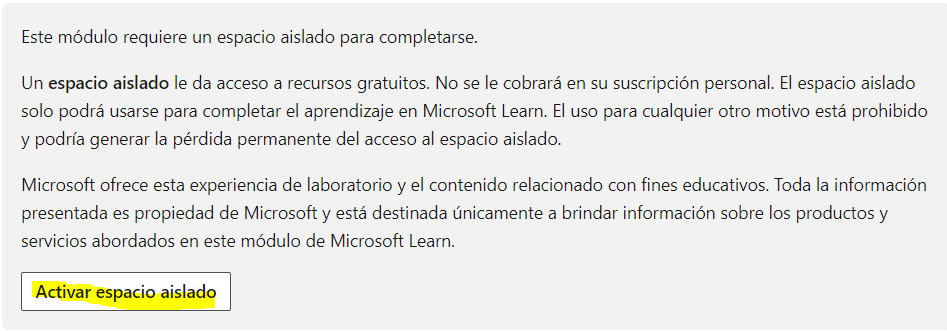 Este módulo requiere un espacio aislado para completarse.
Un espacio aislado le da acceso a recursos gratuitos. No se le cobrará en su suscripción personal. El espacio aislado
solo podrá usarse para completar el aprendizaje en Microsoft Learn. El uso para cualquier otro motivo está prohibido
y podría generar la pérdida permanente del acceso al espacio aislado.
Microsoft ofrece esta experiencia de laboratorio y el contenido relacionado con fines educativos. Toda la información
presentada es propiedad de Microsoft y está destinada únicamente a brindar información sobre los productos y
servicios abordados en este módulo de Microsoft Learn.
Activar espacio aislado